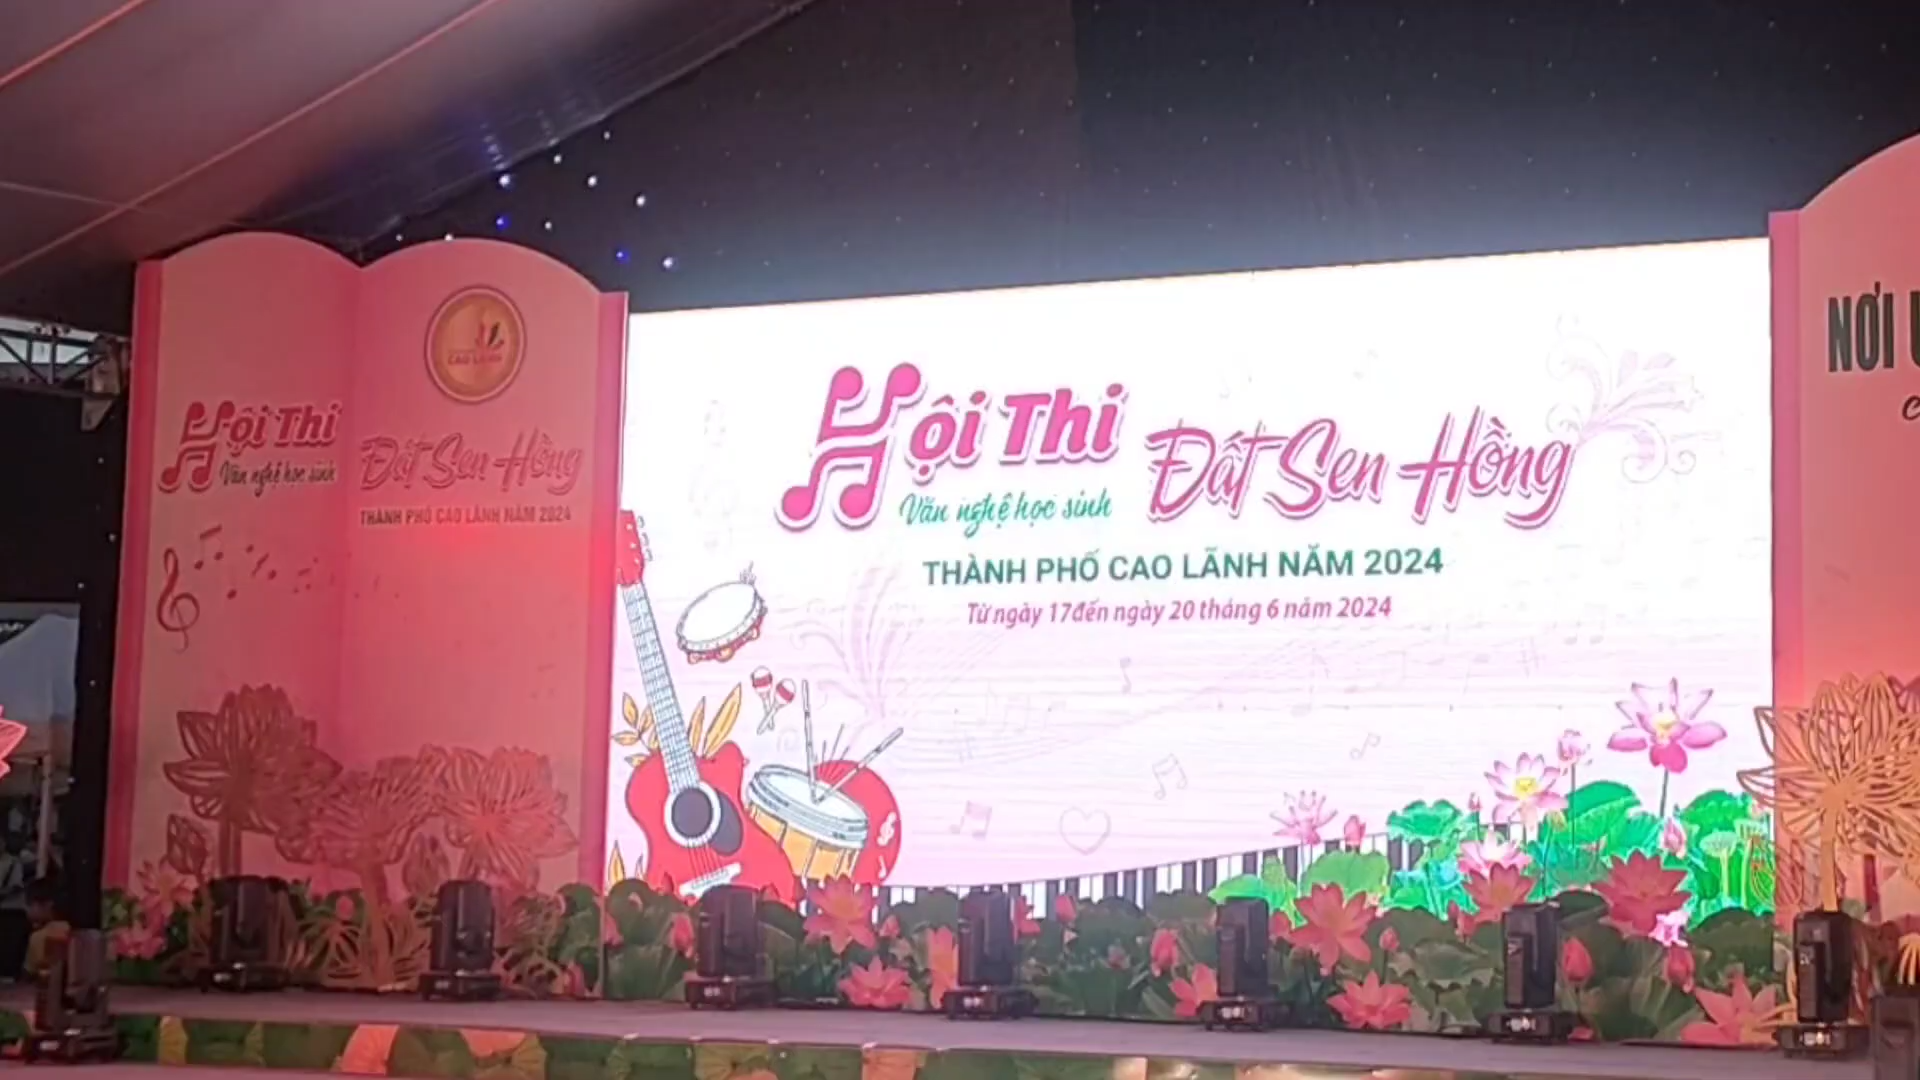 Hội Thi
Văn nghệ học sinh
Đất Sen Hồng
THÀNH PHỐ CAO LÃNH NĂM 2024
CAO LÃNH
Hội Thi
Văn nghệ học sinh
Đất Sen Hồng
THÀNH PHỐ CAO LÃNH NĂM 2024
Từ ngày 17đến ngày 20 tháng 6 năm 2024
NƠI